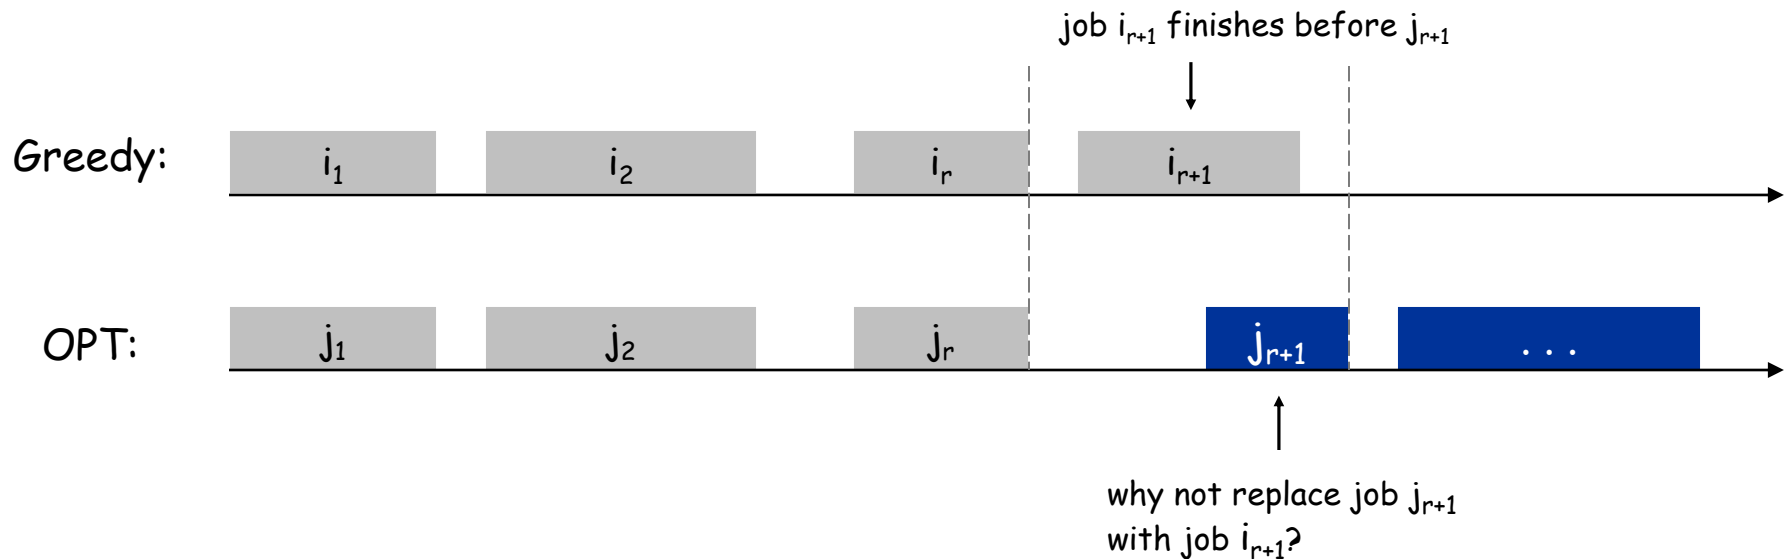 job i_{r+1} finishes before j_{r+1}
Greedy:
i_1
i_2
i_r
i_{r+1}
OPT:
j_1
j_2
j_r
j_{r+1}
. . .
why not replace job j_{r+1}
with job i_{r+1}?